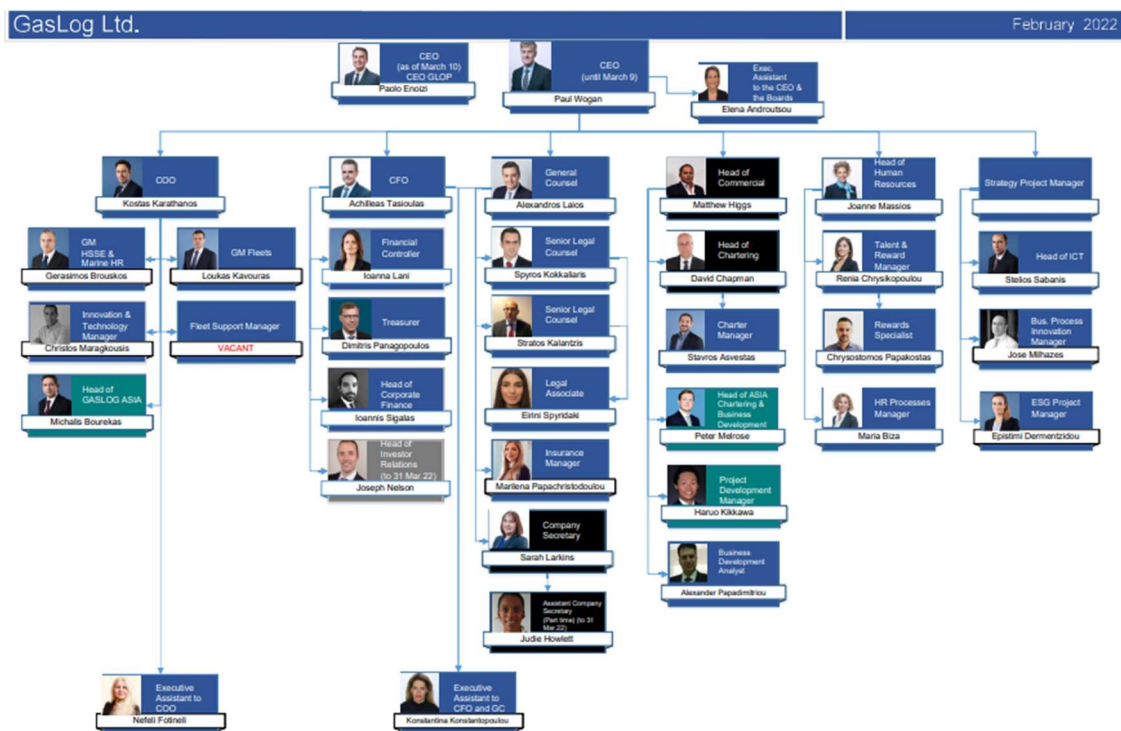 GasLog Ltd.
February 2022
CEO
(as of March 10)
CEO GLOP
Paolo Enoizi
CEO
(until March 9)
Paul Wogan
Exec.
Assistant
to the CEO &
the Boards
Elena Androutsou
COO
Kostas Karathanos
CFO
Achilleas Tasioulas
General
Counsel
Alexandros Laios
Head of
Commercial
Matthew Higgs
Head of
Human
Resources
Joanne Massios
Strategy Project Manager
GM
HSSE &
Marine HR
Gerasimos Brouskos
GM Fleets
Loukas Kavouras
Financial
Controller
Ioanna Lani
Senior Legal
Counsel
Spyros Kokkaliaris
Head of
Chartering
David Chapman
Talent &
Reward
Manager
Renia Chrysikopoulou
Head of ICT
Stelios Sabanis
Innovation &
Technology
Manager
Christos Maragkousis
Fleet Support Manager
VACANT
Treasurer
Dimitris Panagopoulos
Senior Legal
Counsel
Stratos Kalantzis
Charter
Manager
Stavros Asvestas
Rewards
Specialist
Chrysostomos Papakostas
Bus. Process
Innovation
Manager
Jose Milhazes
Head of
GASLOG ASIA
Michalis Bourekas
Head of
Corporate
Finance
Ioannis Sigalas
Legal
Associate
Eirini Spyridaki
Head of ASIA
Chartering &
Business
Development
Peter Melrose
HR Processes
Manager
Maria Biza
ESG Project
Manager
Epistimi Dermentzidou
Head of
Investor
Relations
(to 31 Mar 22)
Joseph Nelson
Insurance
Manager
Marilena Papachristodoulou
Project
Development
Manager
Haruo Kikkawa
Company
Secretary
Sarah Larkins
Business
Development
Analyst
Alexander Papadimitriou
Assistant Company
Secretary
(Part time) (to 31
Mar 22)
Judie Howlett
Executive
Assistant to
COO
Nefeli Fotineli
Executive
Assistant to
CFO and GC
Konstantina Konstantopoulou